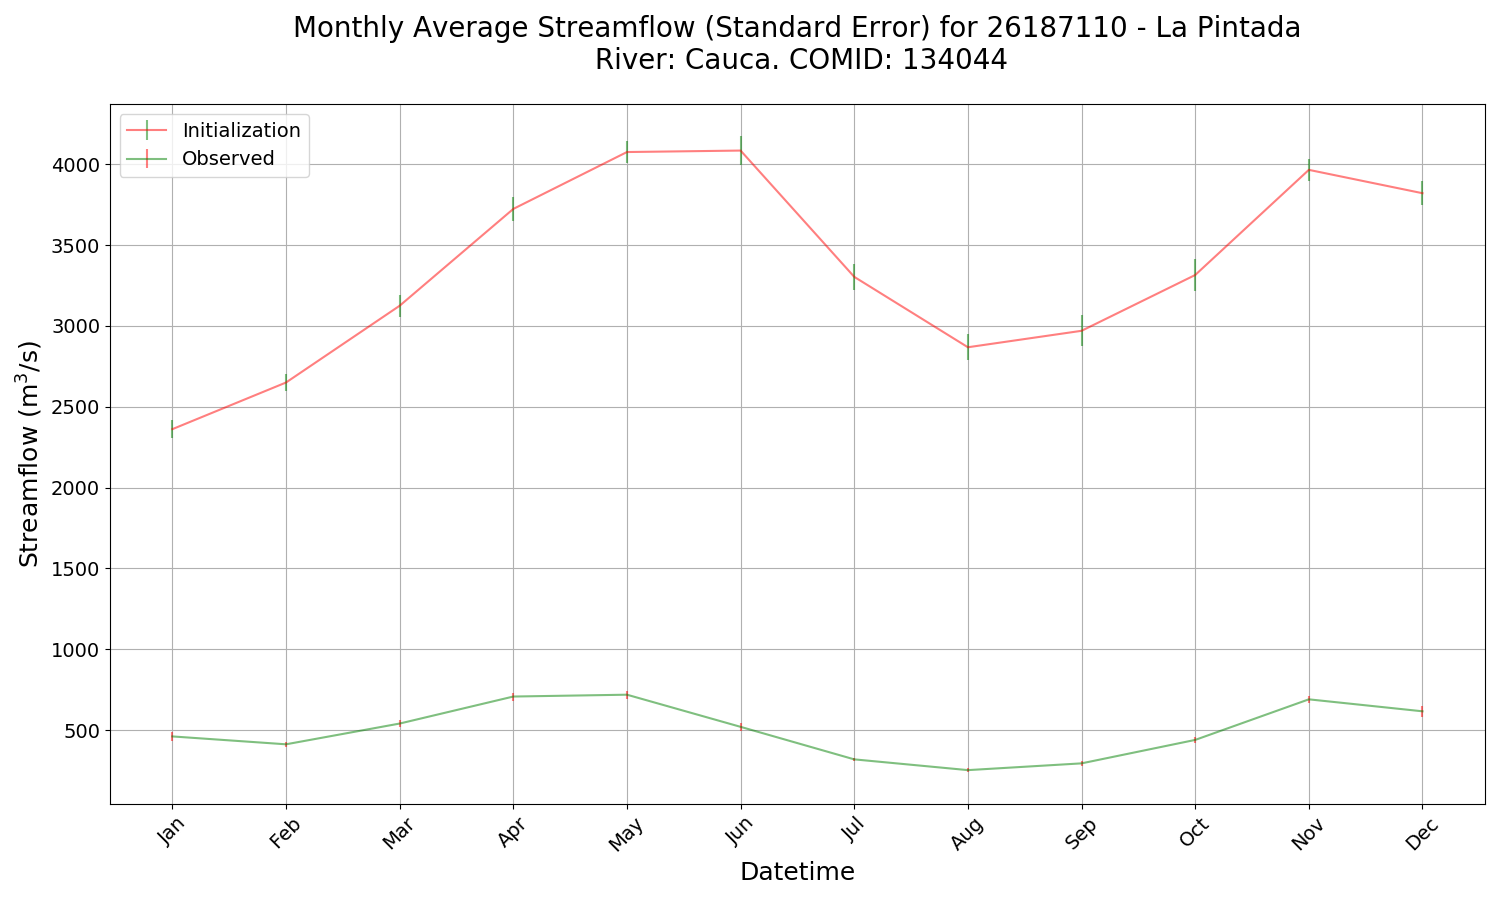 Monthly Average Streamflow (Standard Error) for 26187110 - La Pintada
River: Cauca. COMID: 134044
Initialization
Observed
Streamflow (m³/s)
4000
3500
3000
2500
2000
1500
1000
500
Jan
Feb
Mar
Apr
May
Jun
Jul
Aug
Sep
Oct
Nov
Dec
Datetime